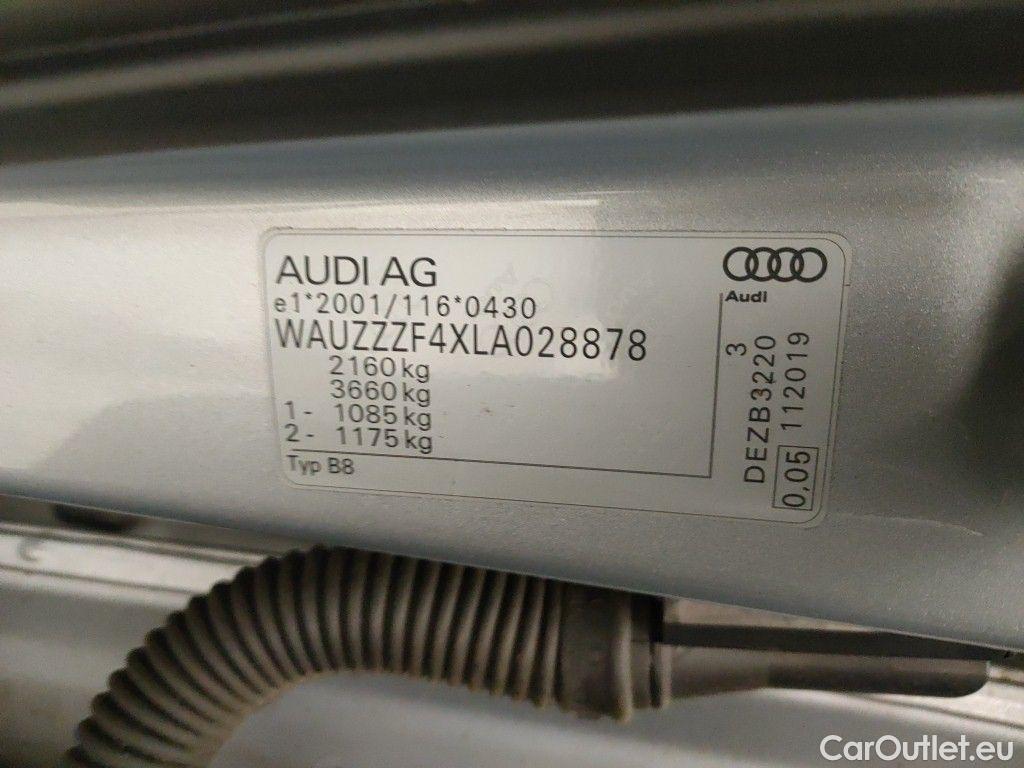 AUDI AG
e1*2001/116*0430
WAUZZZF4XLA028878
2160 kg
3660 kg
1 - 1085 kg
2 - 1175 kg
Typ B8
Audi
3
DEZB3220
0,05 112019
CarOutlet.eu